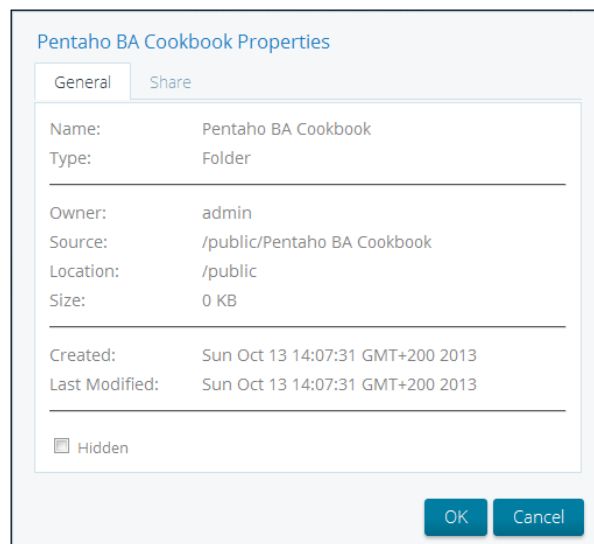 Pentaho BA Cookbook Properties
General Share
Name: Pentaho BA Cookbook
Type: Folder
Owner: admin
Source: /public/Pentaho BA Cookbook
Location: /public
Size: 0 KB
Created: Sun Oct 13 14:07:31 GMT+200 2013
Last Modified: Sun Oct 13 14:07:31 GMT+200 2013
Hidden
OK Cancel